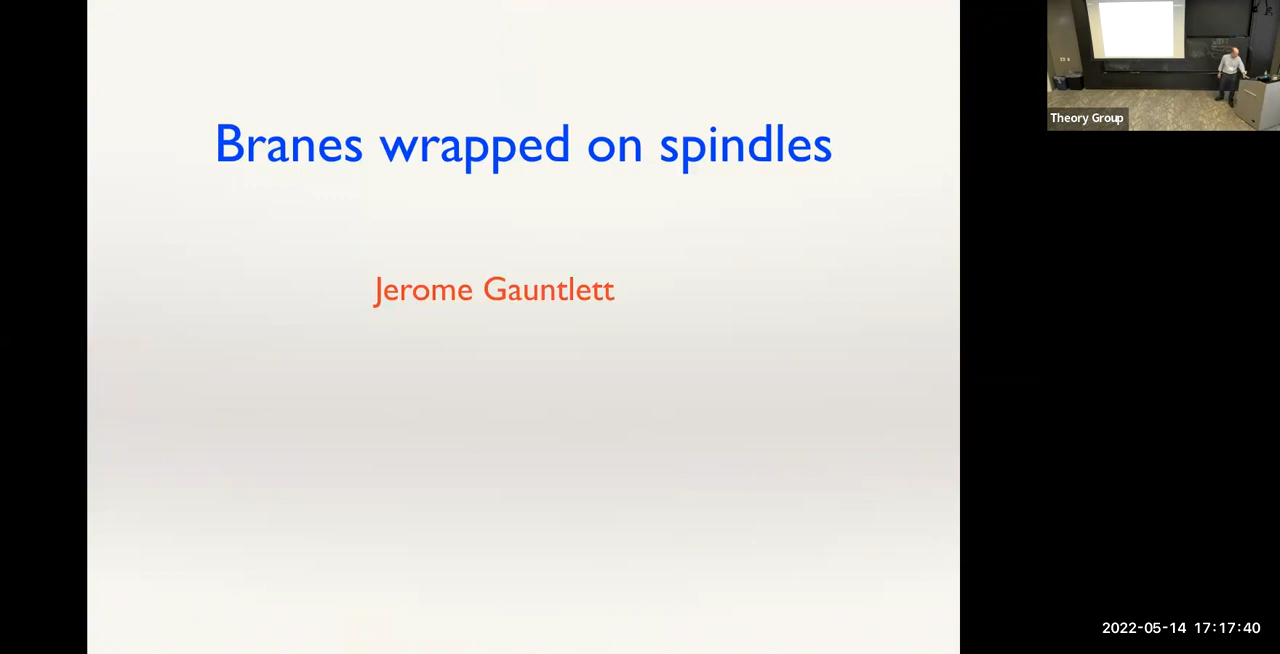 Branes wrapped on spindles
Jerome Gauntlett
Theory Group
2022-05-14 17:17:40